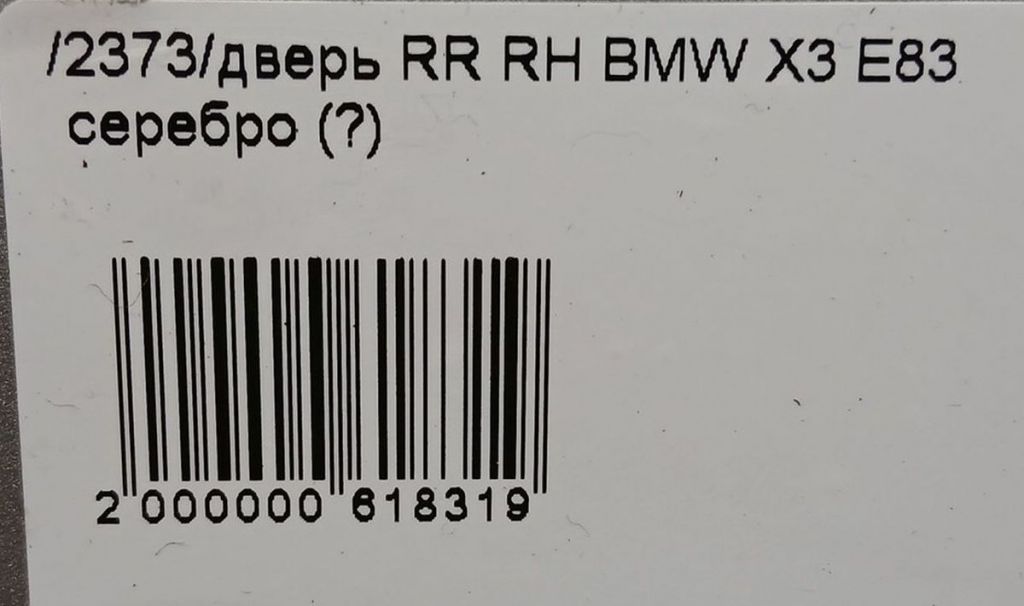 /2373/дверь RR RH BMW X3 E83
серебро (?)
2 000000 618319